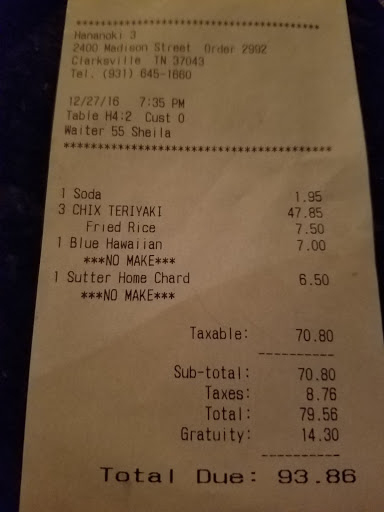 ****************************************
Hananoki 3
2400 Madison Street Order 2992
Clarksville TN 37043
Tel. (931) 645-1660
12/27/16 7:35 PM
Table H4:2 Cust 0
Waiter 55 Sheila
****************************************
1 Soda 1.95
3 CHIX TERIYAKI 47.85
Fried Rice 7.50
1 Blue Hawaiian 7.00
***NO MAKE***
1 Sutter Home Chard 6.50
***NO MAKE***
Taxable: 70.80
----------
Sub-total: 70.80
Taxes: 8.76
Total: 79.56
Gratuity: 14.30
----------
Total Due: 93.86